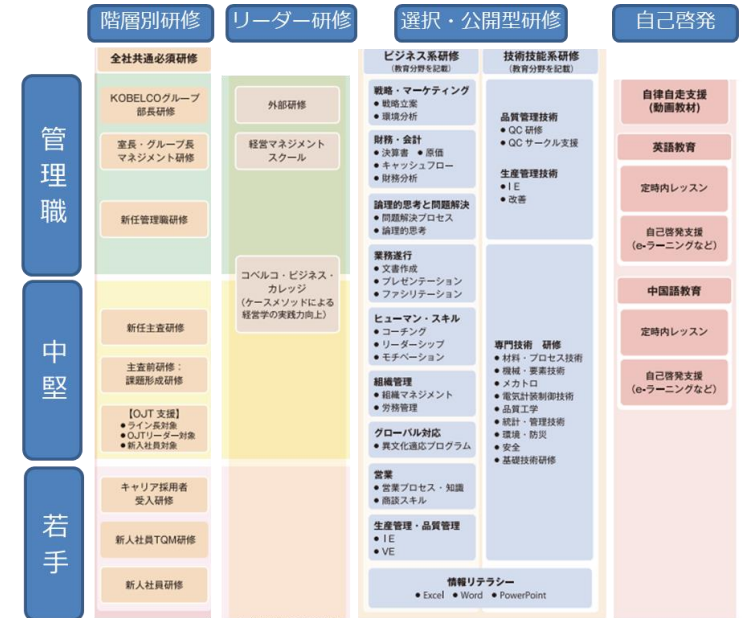 階層別研修
リーダー研修
選択・公開型研修
自己啓発
管理職
中堅
若手
全社共通必須研修
KOBELCOグループ
部長研修
室長・グループ長
マネジメント研修
新任管理職研修
新任主査研修
主査前研修：
課題形成研修
【OJT 支援】
●ライン長対象
●OJTリーダー対象
●新入社員対象
キャリア採用者
受入研修
新人社員TQM研修
新人社員研修
外部研修
経営マネジメント
スクール
コベルコ・ビジネス・
カレッジ
（ケースメソッドによる
経営学の実践力向上）
ビジネス系研修
（教育分野を記載）
戦略・マーケティング
● 戦略立案
● 環境分析
財務・会計
● 決算書 ● 原価
● キャッシュフロー
● 財務分析
論理的思考と問題解決
● 問題解決プロセス
● 論理的思考
業務遂行
● 文書作成
● プレゼンテーション
● ファシリテーション
ヒューマン・スキル
● コーチング
● リーダーシップ
● モチベーション
組織管理
● 組織マネジメント
● 労務管理
グローバル対応
● 異文化適応プログラム
営業
● 営業プロセス・知識
● 商談スキル
生産管理・品質管理
● IE
● VE
技術技能系研修
（教育分野を記載）
品質管理技術
● QC 研修
● QC サークル支援
生産管理技術
● IE
● 改善
専門技術 研修
● 材料・プロセス技術
● 機械・要素技術
● メカトロ
● 電気計装制御技術
● 品質工学
● 統計・管理技術
● 環境・防災
● 安全
● 基礎技術研修
情報リテラシー
● Excel ● Word ● PowerPoint
自律自走支援
(動画教材)
英語教育
定時内レッスン
自己啓発支援
(e-ラーニングなど)
中国語教育
定時内レッスン
自己啓発支援
(e-ラーニングなど)